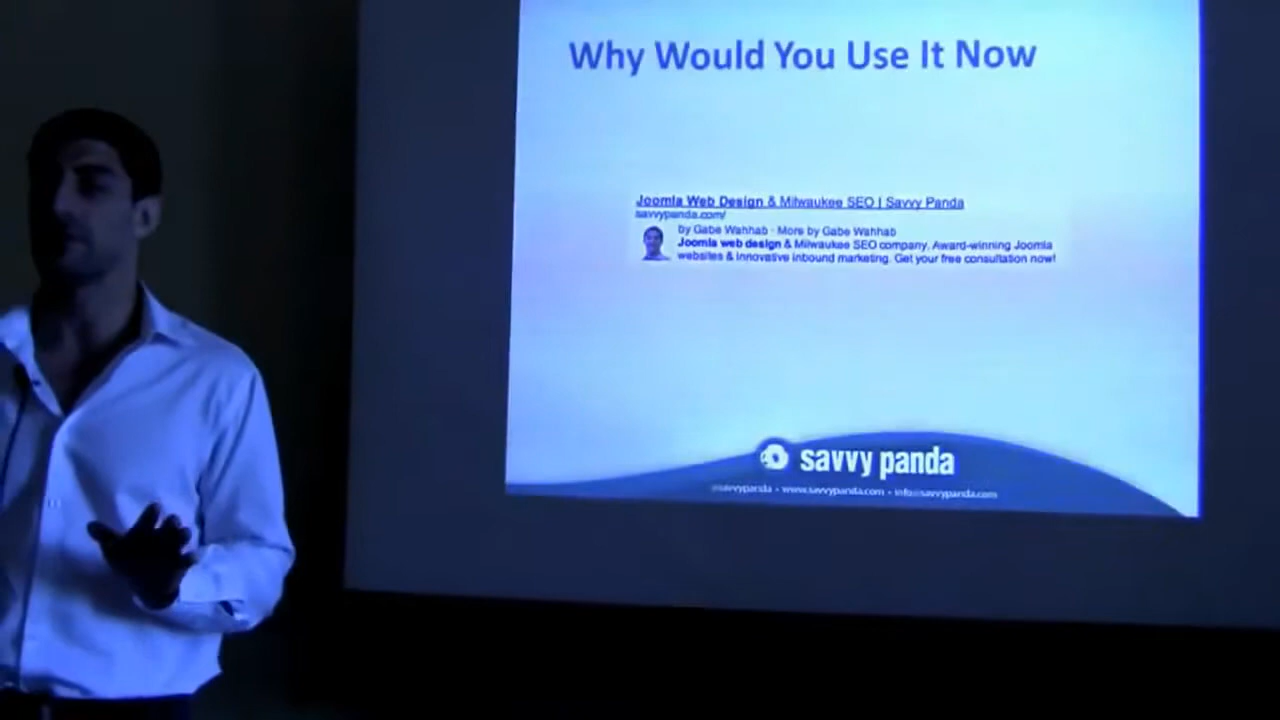 Why Would You Use It Now
Joomla Web Design & Milwaukee SEO | Savvy Panda
savvypanda.com/
by Gabe Wahhab · More by Gabe Wahhab
Joomla web design & Milwaukee SEO company. Award-winning Joomla
websites & innovative inbound marketing. Get your free consultation now!
savvy panda
@savvypanda • www.savvypanda.com • info@savvypanda.com